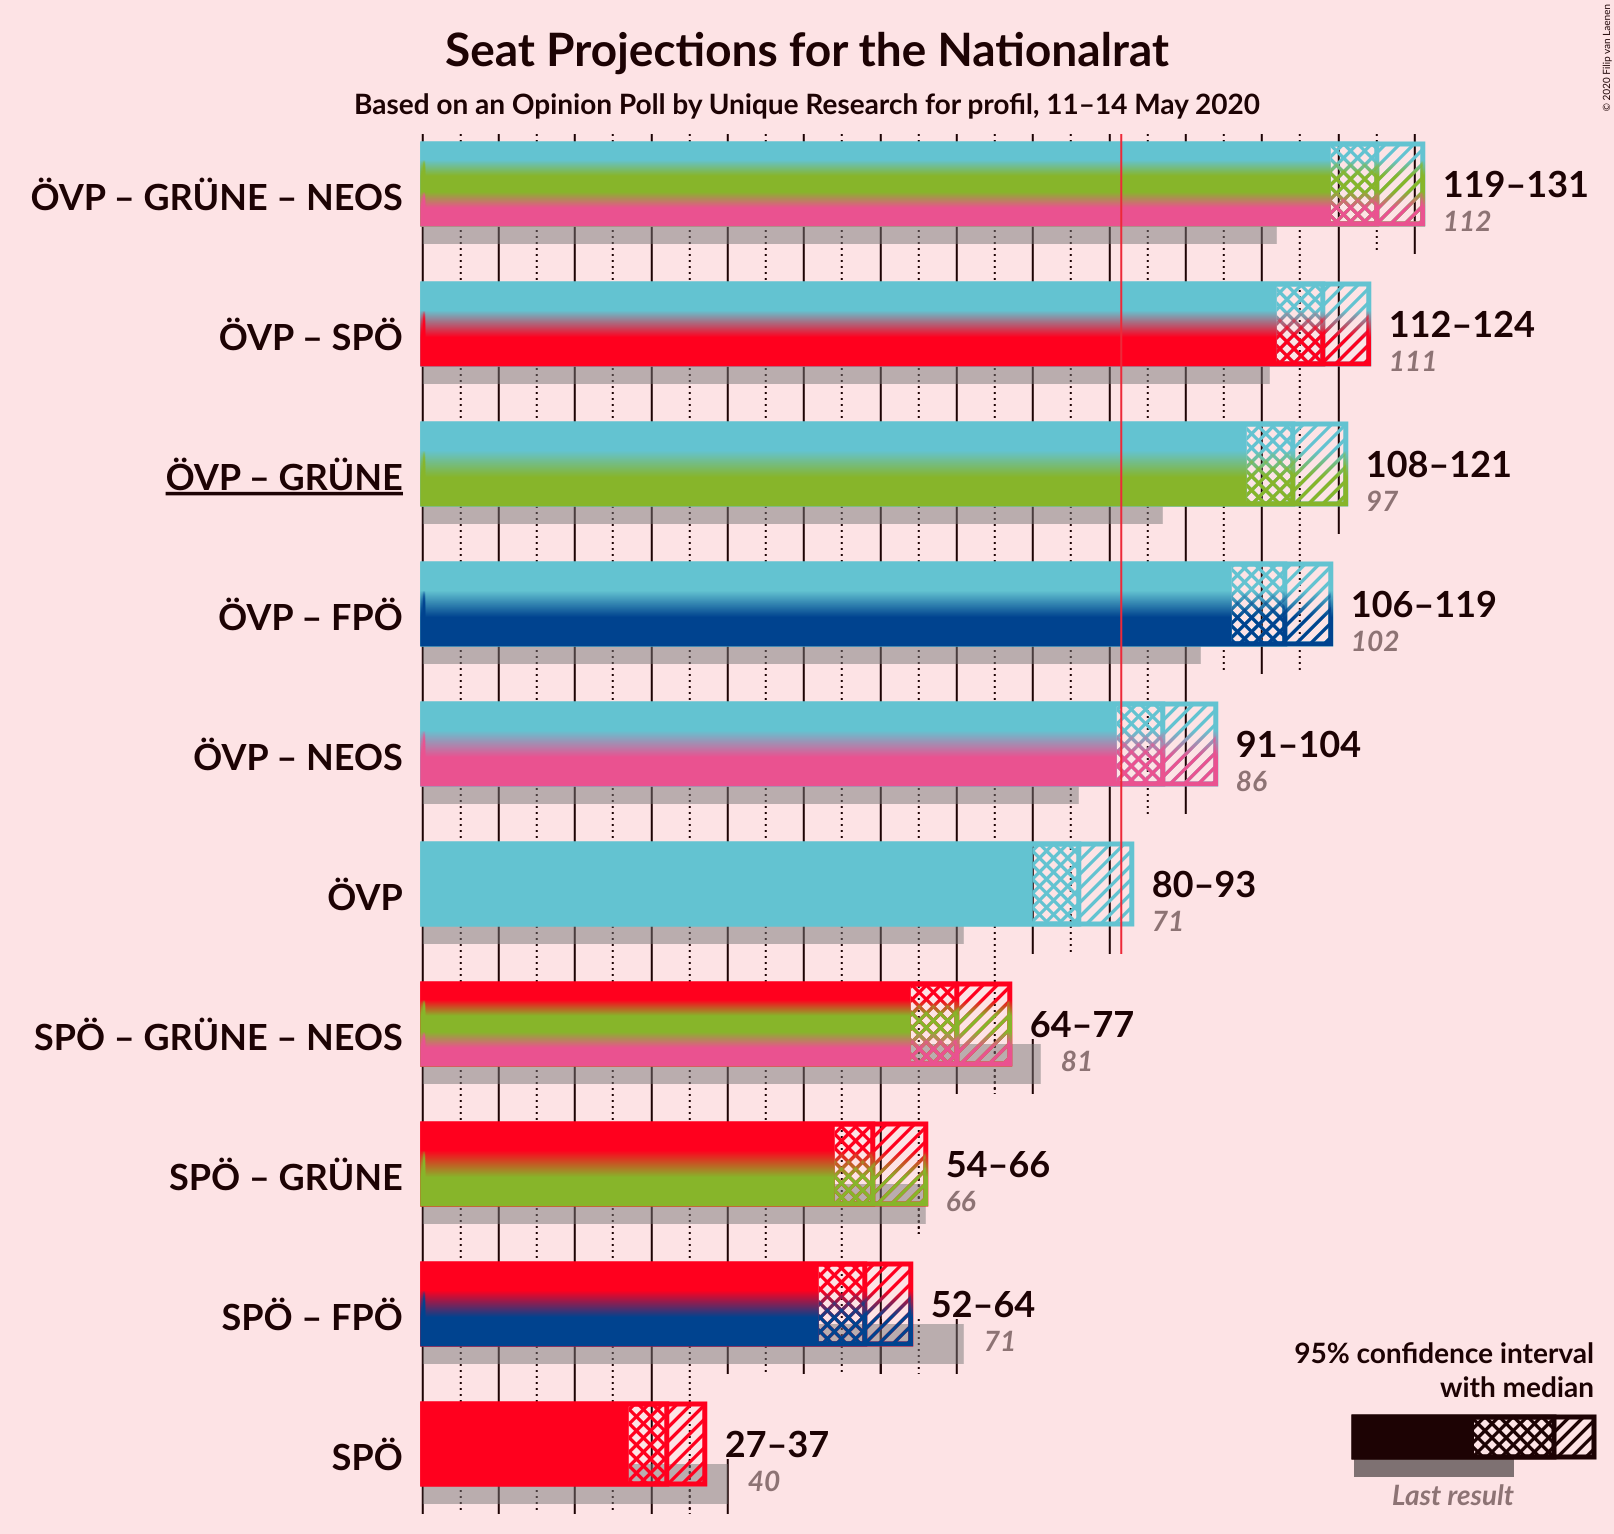 Seat Projections for the Nationalrat
Based on an Opinion Poll by Unique Research for profil, 11–14 May 2020
© 2020 Filip van Laenen
ÖVP – GRÜNE – NEOS
119–131
112
ÖVP – SPÖ
112–124
111
ÖVP – GRÜNE
108–121
97
ÖVP – FPÖ
106–119
102
ÖVP – NEOS
91–104
86
ÖVP
80–93
71
SPÖ – GRÜNE – NEOS
64–77
81
SPÖ – GRÜNE
54–66
66
SPÖ – FPÖ
52–64
71
SPÖ
27–37
40
95% confidence interval
with median
Last result